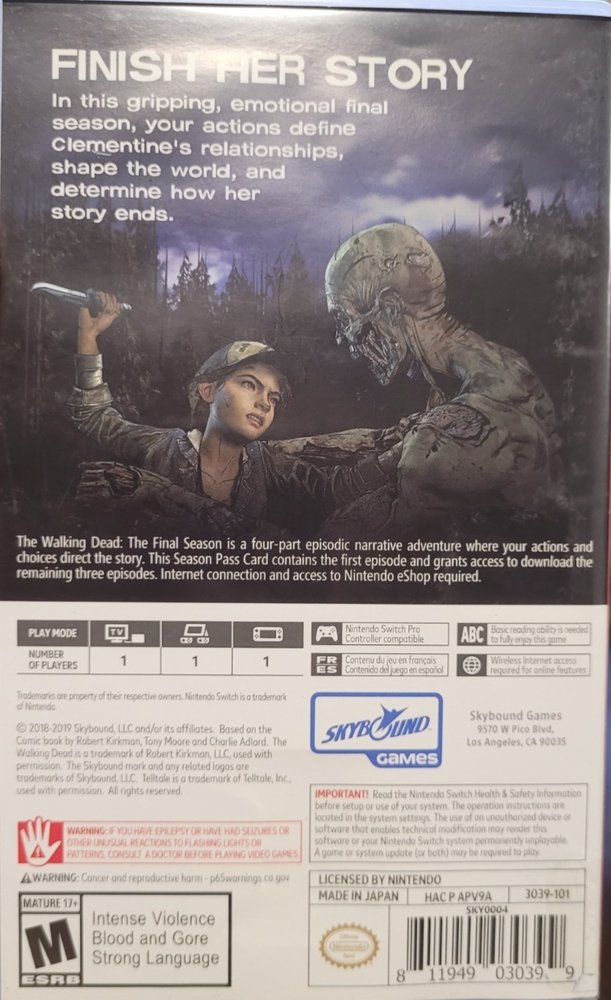 FINISH HER STORY
In this gripping, emotional final
season, your actions define
Clementine's relationships,
shape the world, and
determine how her
story ends.
The Walking Dead: The Final Season is a four-part episodic narrative adventure where your actions and
choices direct the story. This Season Pass Card contains the first episode and grants access to download the
remaining three episodes. Internet connection and access to Nintendo eShop required.
PLAY MODE
TV
NUMBER
OF PLAYERS
1
1
1
Nintendo Switch Pro
Controller compatible
ABC
Basic reading ability is needed
to fully enjoy this game
FR
ES
Contenu du jeu en français
Contenido del juego en español
Wireless Internet access
required for online features
Trademarks are property of their respective owners. Nintendo Switch is a trademark
of Nintendo.
© 2018-2019 Skybound, LLC and/or its affiliates. Based on the
Comic book by Robert Kirkman, Tony Moore and Charlie Adlard. The
Walking Dead is a trademark of Robert Kirkman, LLC, used with
permission. The Skybound mark and any related logos are
trademarks of Skybound, LLC. Telltale is a trademark of Telltale, Inc.,
used with permission. All rights reserved.
SKYBOUND
GAMES
Skybound Games
9570 W Pico Blvd,
Los Angeles, CA 90035
WARNING: IF YOU HAVE EPILEPSY OR HAVE HAD SEIZURES OR
OTHER UNUSUAL REACTIONS TO FLASHING LIGHTS OR
PATTERNS, CONSULT A DOCTOR BEFORE PLAYING VIDEO GAMES
WARNING: Cancer and reproductive harm - p65warnings.ca.gov
IMPORTANT! Read the Nintendo Switch Health & Safety Information
before setup or use of your system. The operation instructions are
located in the system settings. The use of an unauthorized device or
software that enables technical modification may render this
software or your Nintendo Switch system permanently unplayable.
A game or system update (or both) may be required to play.
LICENSED BY NINTENDO
MADE IN JAPAN
HAC P APV9A
3039-101
SKY0004
MATURE 17+
M
ESRB
Intense Violence
Blood and Gore
Strong Language
Official
Nintendo
Seal
8 11949 03039 9